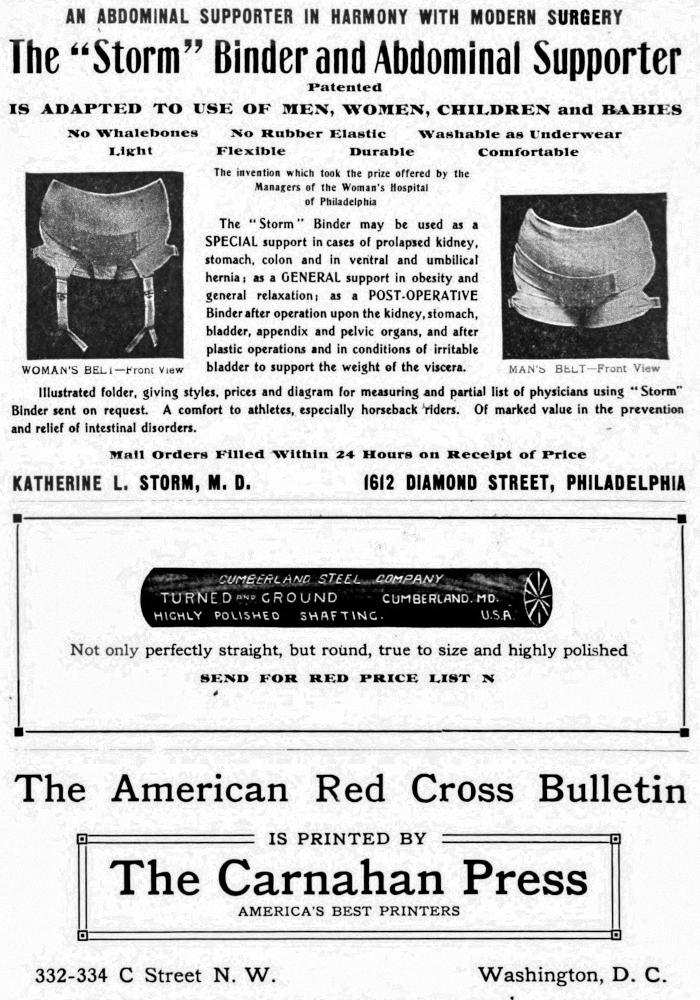 AN ABDOMINAL SUPPORTER IN HARMONY WITH MODERN SURGERY
The “Storm” Binder and Abdominal Supporter
Patented
IS ADAPTED TO USE OF MEN, WOMEN, CHILDREN and BABIES
No Whalebones No Rubber Elastic Washable as Underwear
Light Flexible Durable Comfortable
The invention which took the prize offered by the
Managers of the Woman's Hospital
of Philadelphia
The “Storm” Binder may be used as a
SPECIAL support in cases of prolapsed kidney,
stomach, colon and in ventral and umbilical
hernia; as a GENERAL support in obesity and
general relaxation; as a POST-OPERATIVE
Binder after operation upon the kidney, stomach,
bladder, appendix and pelvic organs, and after
plastic operations and in conditions of irritable
bladder to support the weight of the viscera.
WOMAN'S BELT—Front View
MAN'S BELT—Front View
Illustrated folder, giving styles, prices and diagram for measuring and partial list of physicians using “Storm”
Binder sent on request. A comfort to athletes, especially horseback riders. Of marked value in the prevention
and relief of intestinal disorders.
Mail Orders Filled Within 24 Hours on Receipt of Price
KATHERINE L. STORM, M. D. 1612 DIAMOND STREET, PHILADELPHIA
CUMBERLAND STEEL COMPANY
TURNED AND GROUND CUMBERLAND. MD.
HIGHLY POLISHED SHAFTING. U.S.A.
Not only perfectly straight, but round, true to size and highly polished
SEND FOR RED PRICE LIST N
The American Red Cross Bulletin
IS PRINTED BY
The Carnahan Press
AMERICA'S BEST PRINTERS
332-334 C Street N. W. Washington, D. C.